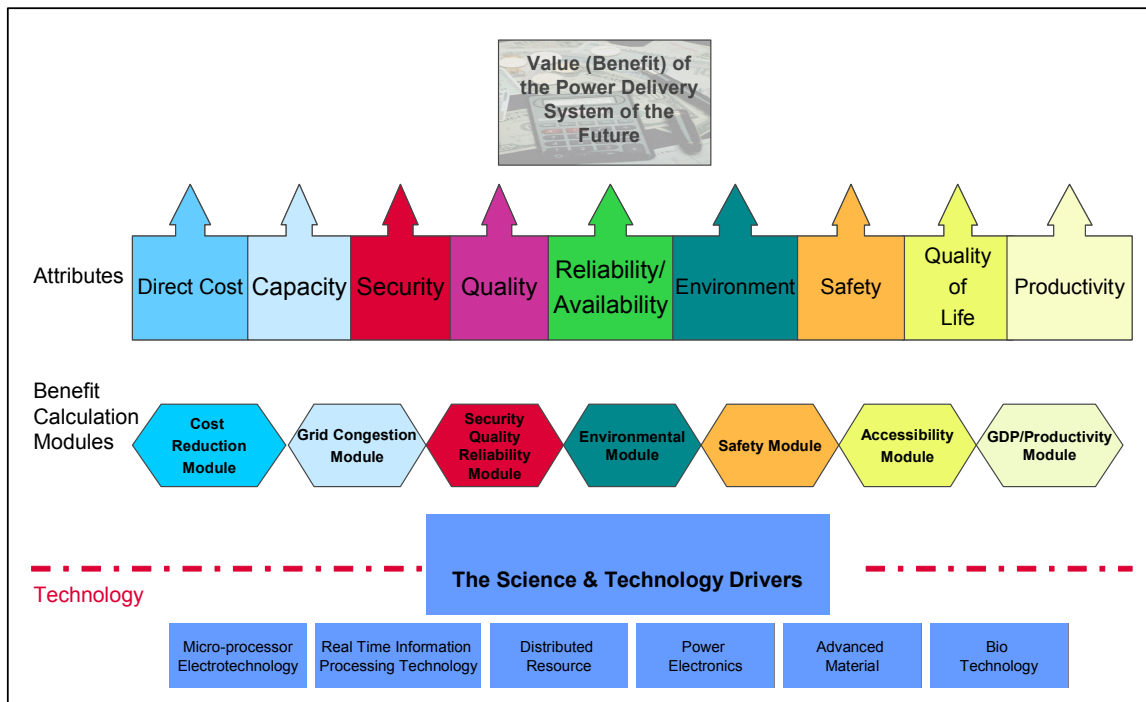 Value (Benefit) of
the Power Delivery
System of the
Future
Attributes
Direct Cost
Capacity
Security
Quality
Reliability/
Availability
Environment
Safety
Quality
of
Life
Productivity
Benefit
Calculation
Modules
Cost
Reduction
Module
Grid Congestion
Module
Security
Quality
Reliability
Module
Environmental
Module
Safety Module
Accessibility
Module
GDP/Productivity
Module
The Science & Technology Drivers
Technology
Micro-processor
Electrotechnology
Real Time Information
Processing Technology
Distributed
Resource
Power
Electronics
Advanced
Material
Bio
Technology